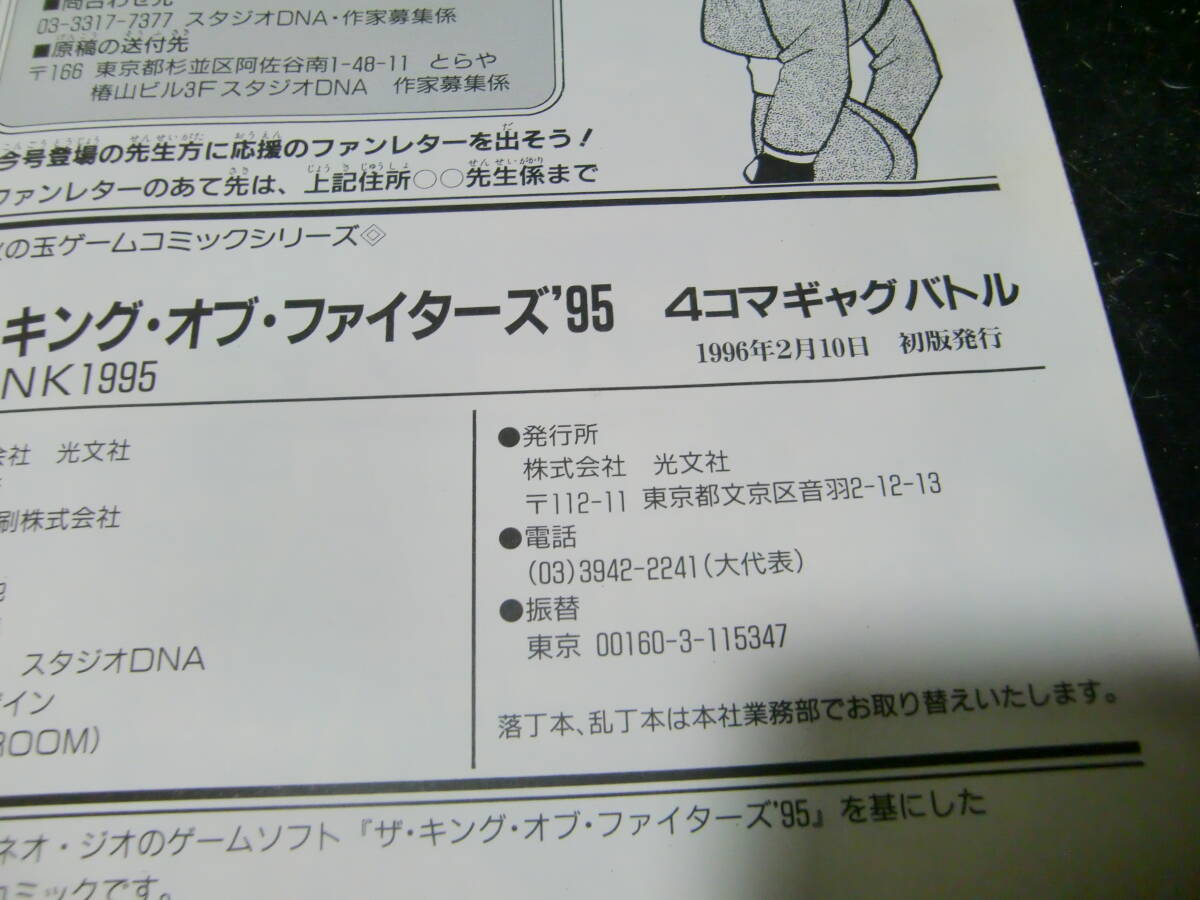 ■問合わせ先
03-3317-7377 スタジオDNA・作家募集係
■原稿の送付先
〒166 東京都杉並区阿佐谷南1-48-11 とらや
椿山ビル3FスタジオDNA 作家募集係
今号登場の先生方に応援のファンレターを出そう!
ファンレターのあて先は、上記住所○○先生係まで
の玉ゲームコミックシリーズ◎
キング・オブ・ファイターズ'95 4コマギャグバトル
1996年2月10日 初版発行
NK1995
会社 光文社
刷株式会社
スタジオDNA
ザイン
ROOM)
●発行所
株式会社 光文社
〒112-11 東京都文京区音羽2-12-13
●電話
(03)3942-2241(大代表)
●振替
東京 00160-3-115347
落丁本、乱丁本は本社業務部でお取り替えいたします。
ネオ・ジオのゲームソフト『ザ・キング・オブ・ファイターズ'95』を基にした
コミックです。